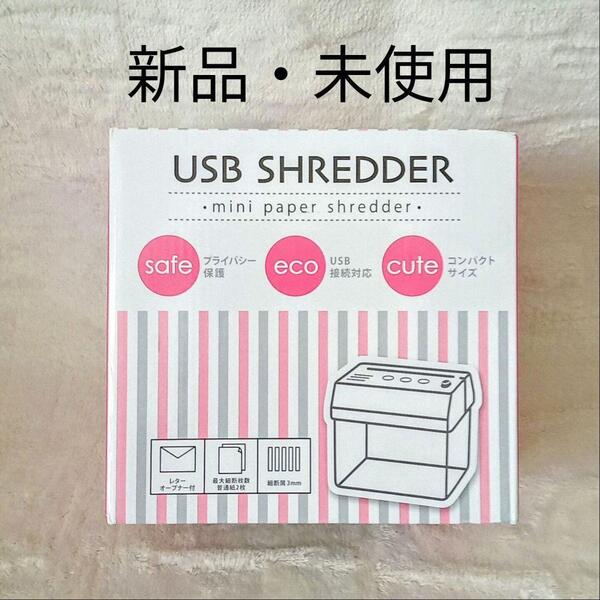 新品・未使用
USB SHREDDER
・mini paper shredder・
safe
プライバシー
保護
eco
USB
接続対応
cute
コンパクト
サイズ
レター
オープナー付
最大細断枚数
普通紙2枚
細断幅3mm